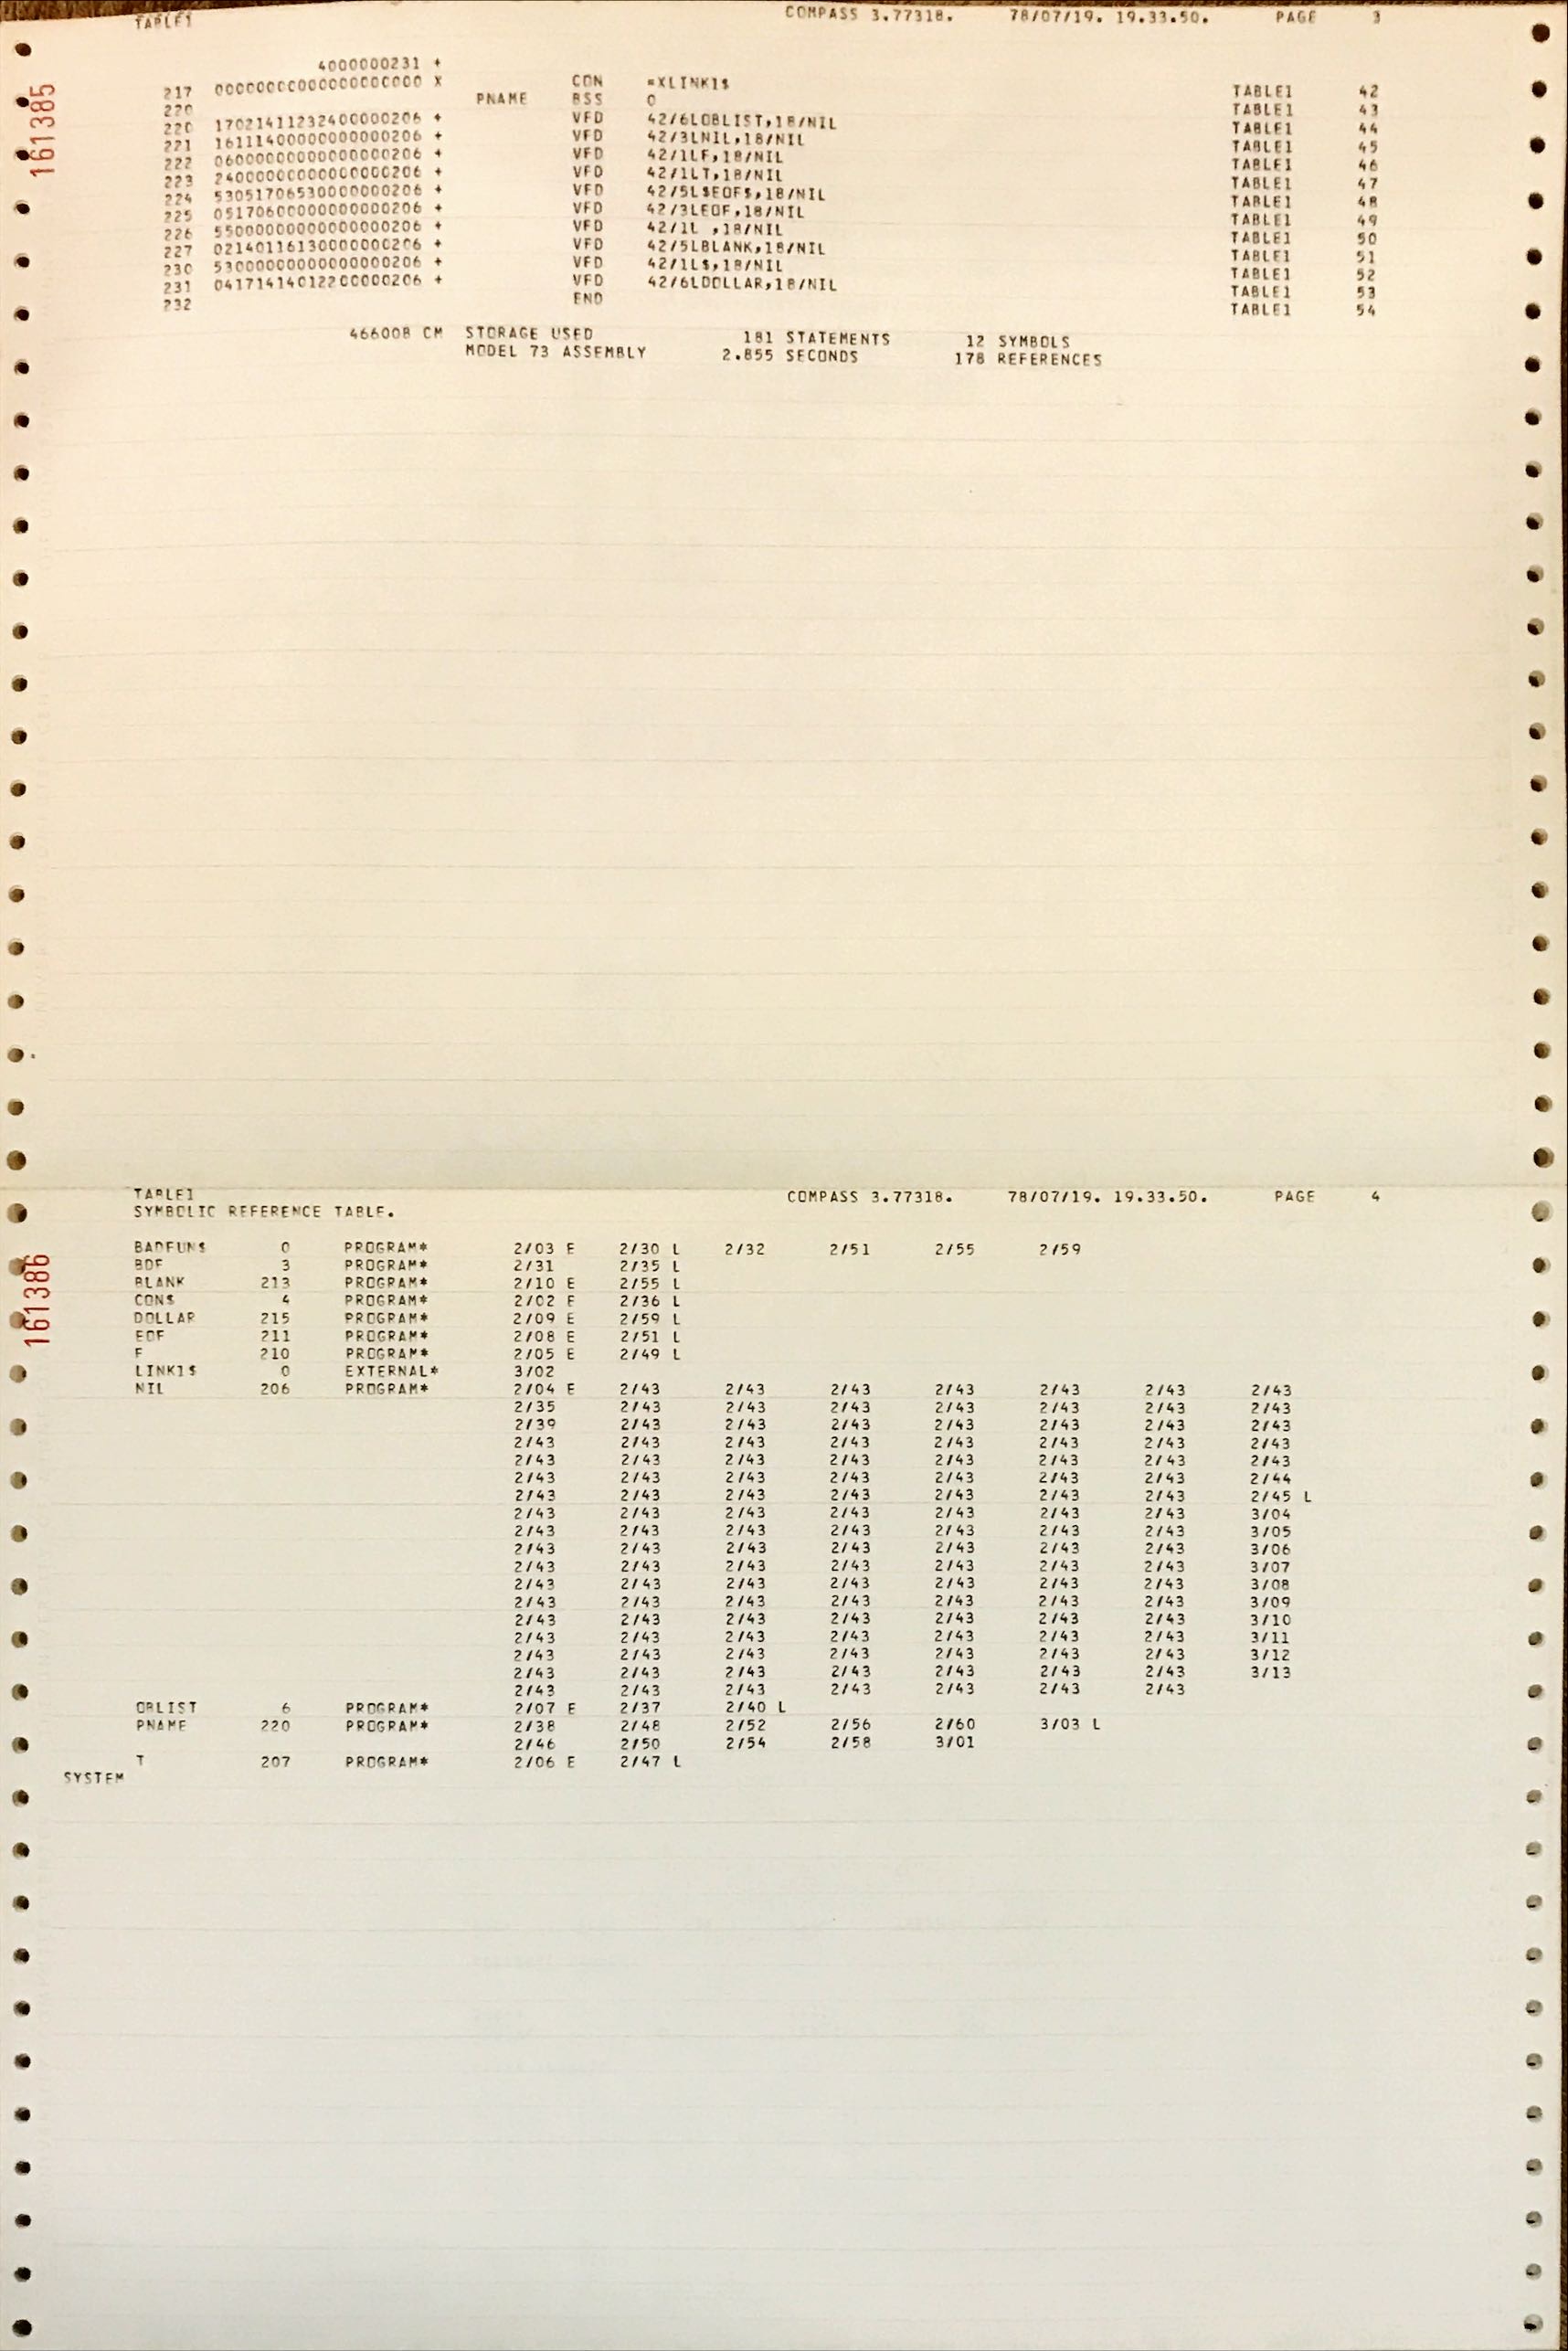 TABLE1 COMPASS 3.77318. 78/07/19. 19.33.50. PAGE 3
161385
4000000231 +
217 00000000000000000000 X CON =XLINK1$ TABLE1 42
220 PNAME BSS 0 TABLE1 43
220 17021411232400000206 + VFD 42/6LOBLIST,18/NIL TABLE1 44
221 16111400000000000206 + VFD 42/3LNIL,18/NIL TABLE1 45
222 06000000000000000206 + VFD 42/1LF,18/NIL TABLE1 46
223 24000000000000000206 + VFD 42/1LT,18/NIL TABLE1 47
224 53051706530000000206 + VFD 42/5L$EOF$,18/NIL TABLE1 48
225 05170600000000000206 + VFD 42/3LEOF,18/NIL TABLE1 49
226 55000000000000000206 + VFD 42/1L ,18/NIL TABLE1 50
227 02140116130000000206 + VFD 42/5LBLANK,18/NIL TABLE1 51
230 53000000000000000206 + VFD 42/1L$,18/NIL TABLE1 52
231 04171414012200000206 + VFD 42/6LDOLLAR,18/NIL TABLE1 53
232 END TABLE1 54
46600B CM STORAGE USED 181 STATEMENTS 12 SYMBOLS
MODEL 73 ASSEMBLY 2.855 SECONDS 178 REFERENCES
TABLE1 COMPASS 3.77318. 78/07/19. 19.33.50. PAGE 4
SYMBOLIC REFERENCE TABLE.
161386
BADFUN$ 0 PROGRAM* 2/03 E 2/30 L 2/32 2/51 2/55 2/59
BDF 3 PROGRAM* 2/31 2/35 L
BLANK 213 PROGRAM* 2/10 E 2/55 L
CONS 4 PROGRAM* 2/02 E 2/36 L
DOLLAR 215 PROGRAM* 2/09 E 2/59 L
EOF 211 PROGRAM* 2/08 E 2/51 L
F 210 PROGRAM* 2/05 E 2/49 L
LINK1$ 0 EXTERNAL* 3/02
NIL 206 PROGRAM* 2/04 E 2/43 2/43 2/43 2/43 2/43 2/43 2/43
2/35 2/43 2/43 2/43 2/43 2/43 2/43 2/43
2/39 2/43 2/43 2/43 2/43 2/43 2/43 2/43
2/43 2/43 2/43 2/43 2/43 2/43 2/43 2/43
2/43 2/43 2/43 2/43 2/43 2/43 2/43 2/43
2/43 2/43 2/43 2/43 2/43 2/43 2/43 2/44
2/43 2/43 2/43 2/43 2/43 2/43 2/43 2/45 L
2/43 2/43 2/43 2/43 2/43 2/43 2/43 3/04
2/43 2/43 2/43 2/43 2/43 2/43 2/43 3/05
2/43 2/43 2/43 2/43 2/43 2/43 2/43 3/06
2/43 2/43 2/43 2/43 2/43 2/43 2/43 3/07
2/43 2/43 2/43 2/43 2/43 2/43 2/43 3/08
2/43 2/43 2/43 2/43 2/43 2/43 2/43 3/09
2/43 2/43 2/43 2/43 2/43 2/43 2/43 3/10
2/43 2/43 2/43 2/43 2/43 2/43 2/43 3/11
2/43 2/43 2/43 2/43 2/43 2/43 2/43 3/12
2/43 2/43 2/43 2/43 2/43 2/43 2/43 3/13
2/43 2/43 2/43 2/43 2/43 2/43 2/43
OBLIST 6 PROGRAM* 2/07 E 2/37 2/40 L
PNAME 220 PROGRAM* 2/38 2/48 2/52 2/56 2/60 3/03 L
2/46 2/50 2/54 2/58 3/01
T 207 PROGRAM* 2/06 E 2/47 L
SYSTEM